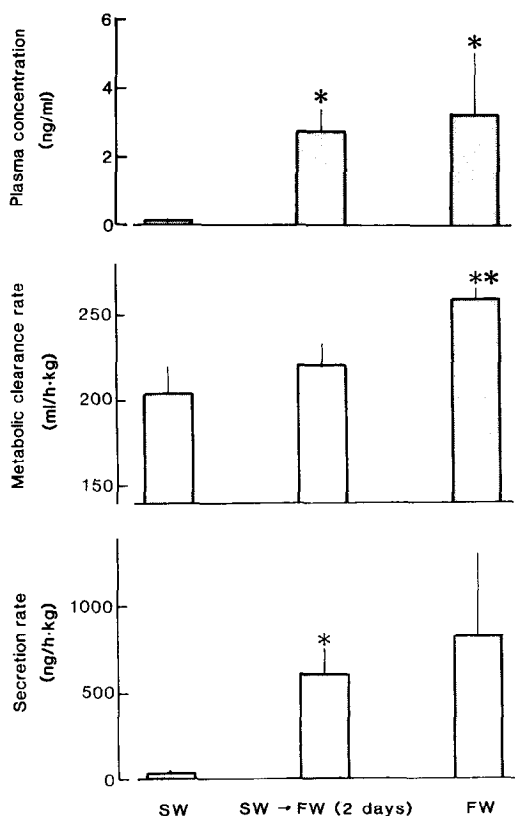 Plasma concentration
(ng/ml)
6
4
2
0
*
*
Metabolic clearance rate
(ml/h·kg)
250
200
150
**
Secretion rate
(ng/h·kg)
1000
500
0
*
SW
SW → FW (2 days)
FW